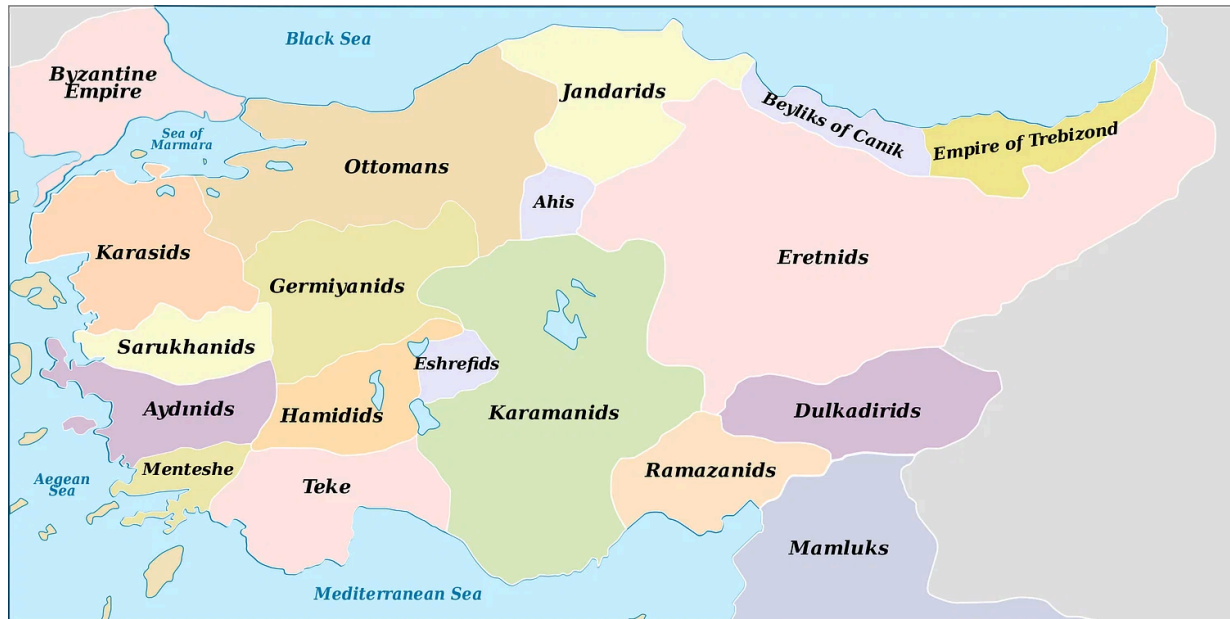 Black Sea
Byzantine
Empire
Jandarids
Beyliks of Canik
Empire of Trebizond
Sea of
Marmara
Ottomans
Ahis
Karasids
Eretnids
Germiyanids
Sarukhanids
Eshrefids
Aydınids
Hamidids
Karamanids
Dulkadirids
Menteshe
Ramazanids
Aegean
Sea
Teke
Mamluks
Mediterranean Sea